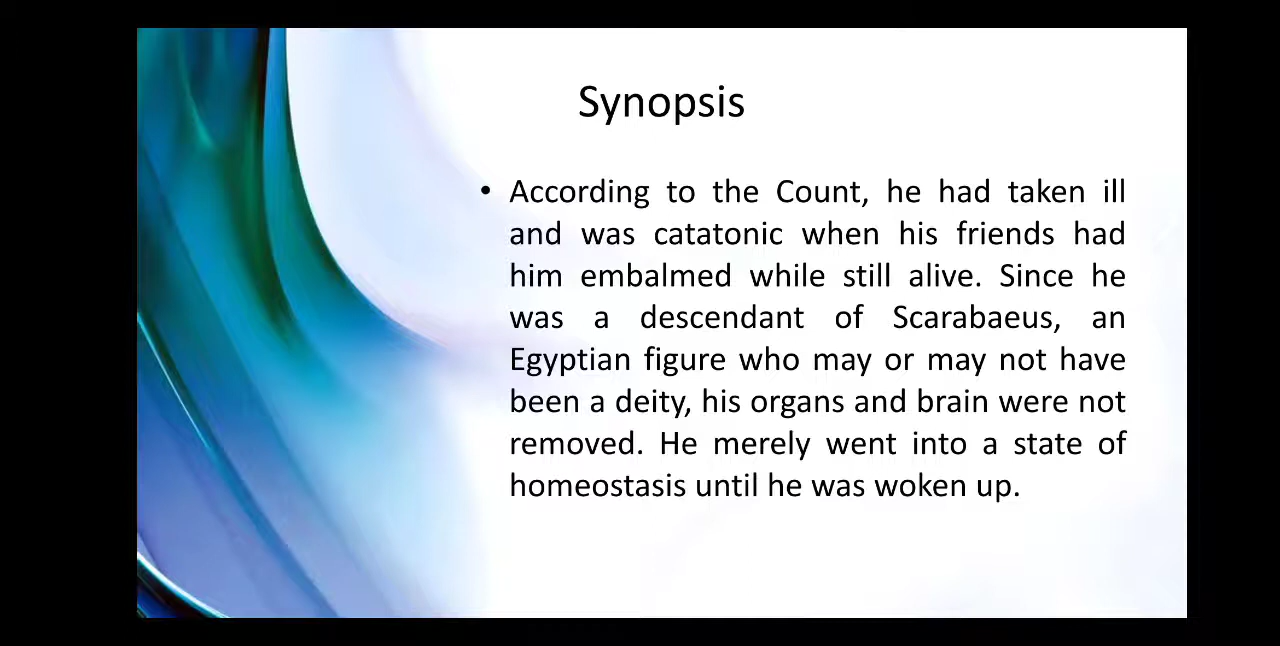 Synopsis
• According to the Count, he had taken ill
and was catatonic when his friends had
him embalmed while still alive. Since he
was a descendant of Scarabaeus, an
Egyptian figure who may or may not have
been a deity, his organs and brain were not
removed. He merely went into a state of
homeostasis until he was woken up.